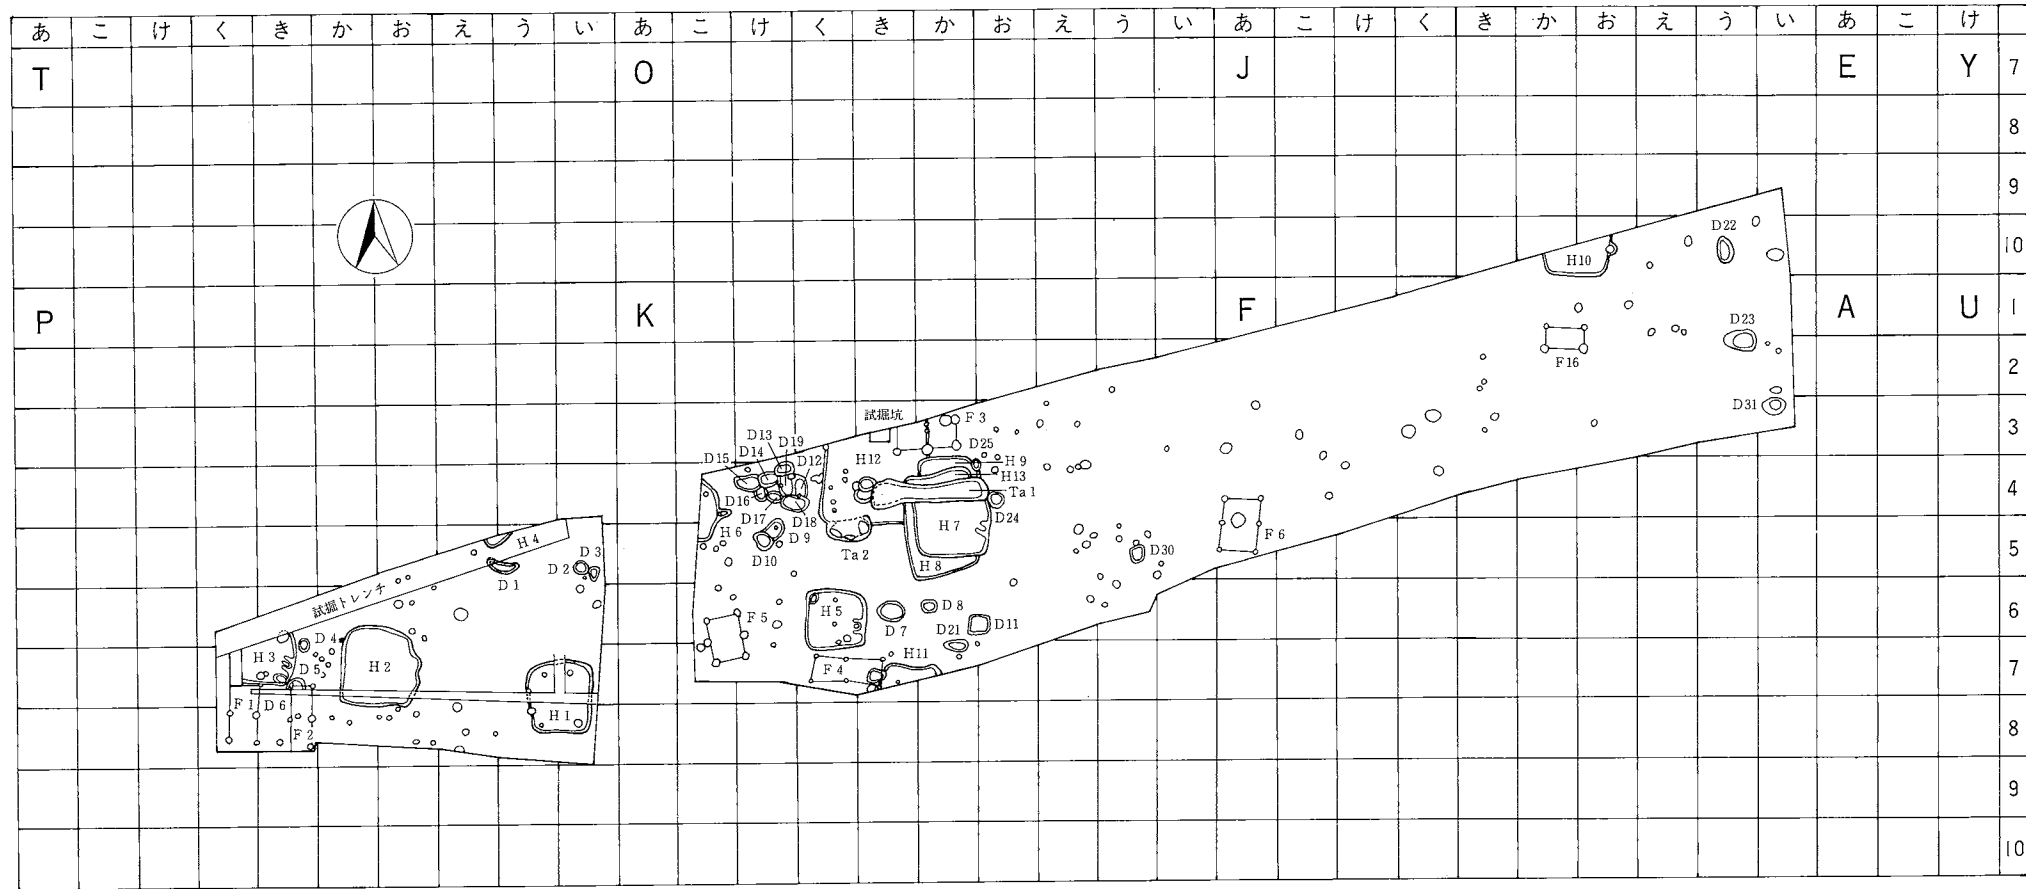 あ こ け く き か お え う い あ こ け く き か お え う い あ こ け く き か お え う い あ こ け
T O J E Y 7
8
9
D22
H10 10
P K F A U 1
D23
F16 2
D31
試掘坑 F3 3
D13 D19 D25
D15 D14 D12 H12 H9
H13
D16 Ta1 4
D17 D18 H7 D24
H6 D9 F6
H4 D10 Ta2 D30 5
D2 D3 H8
D1
試掘トレンチ H5 D8 6
F5 D7 D11
D4 D21
H3 D5 H2 H11
F4 7
F1 D6 H1
F2 8
9
10